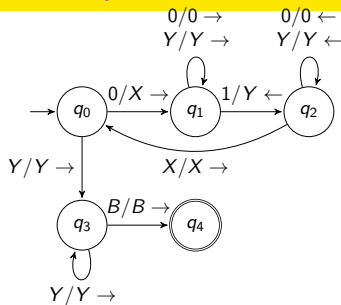 0/0 → 0/0 ←
Y/Y → Y/Y ←
q0 0/X → q1 1/Y ← q2
Y/Y → X/X →
q3 B/B → q4
Y/Y →